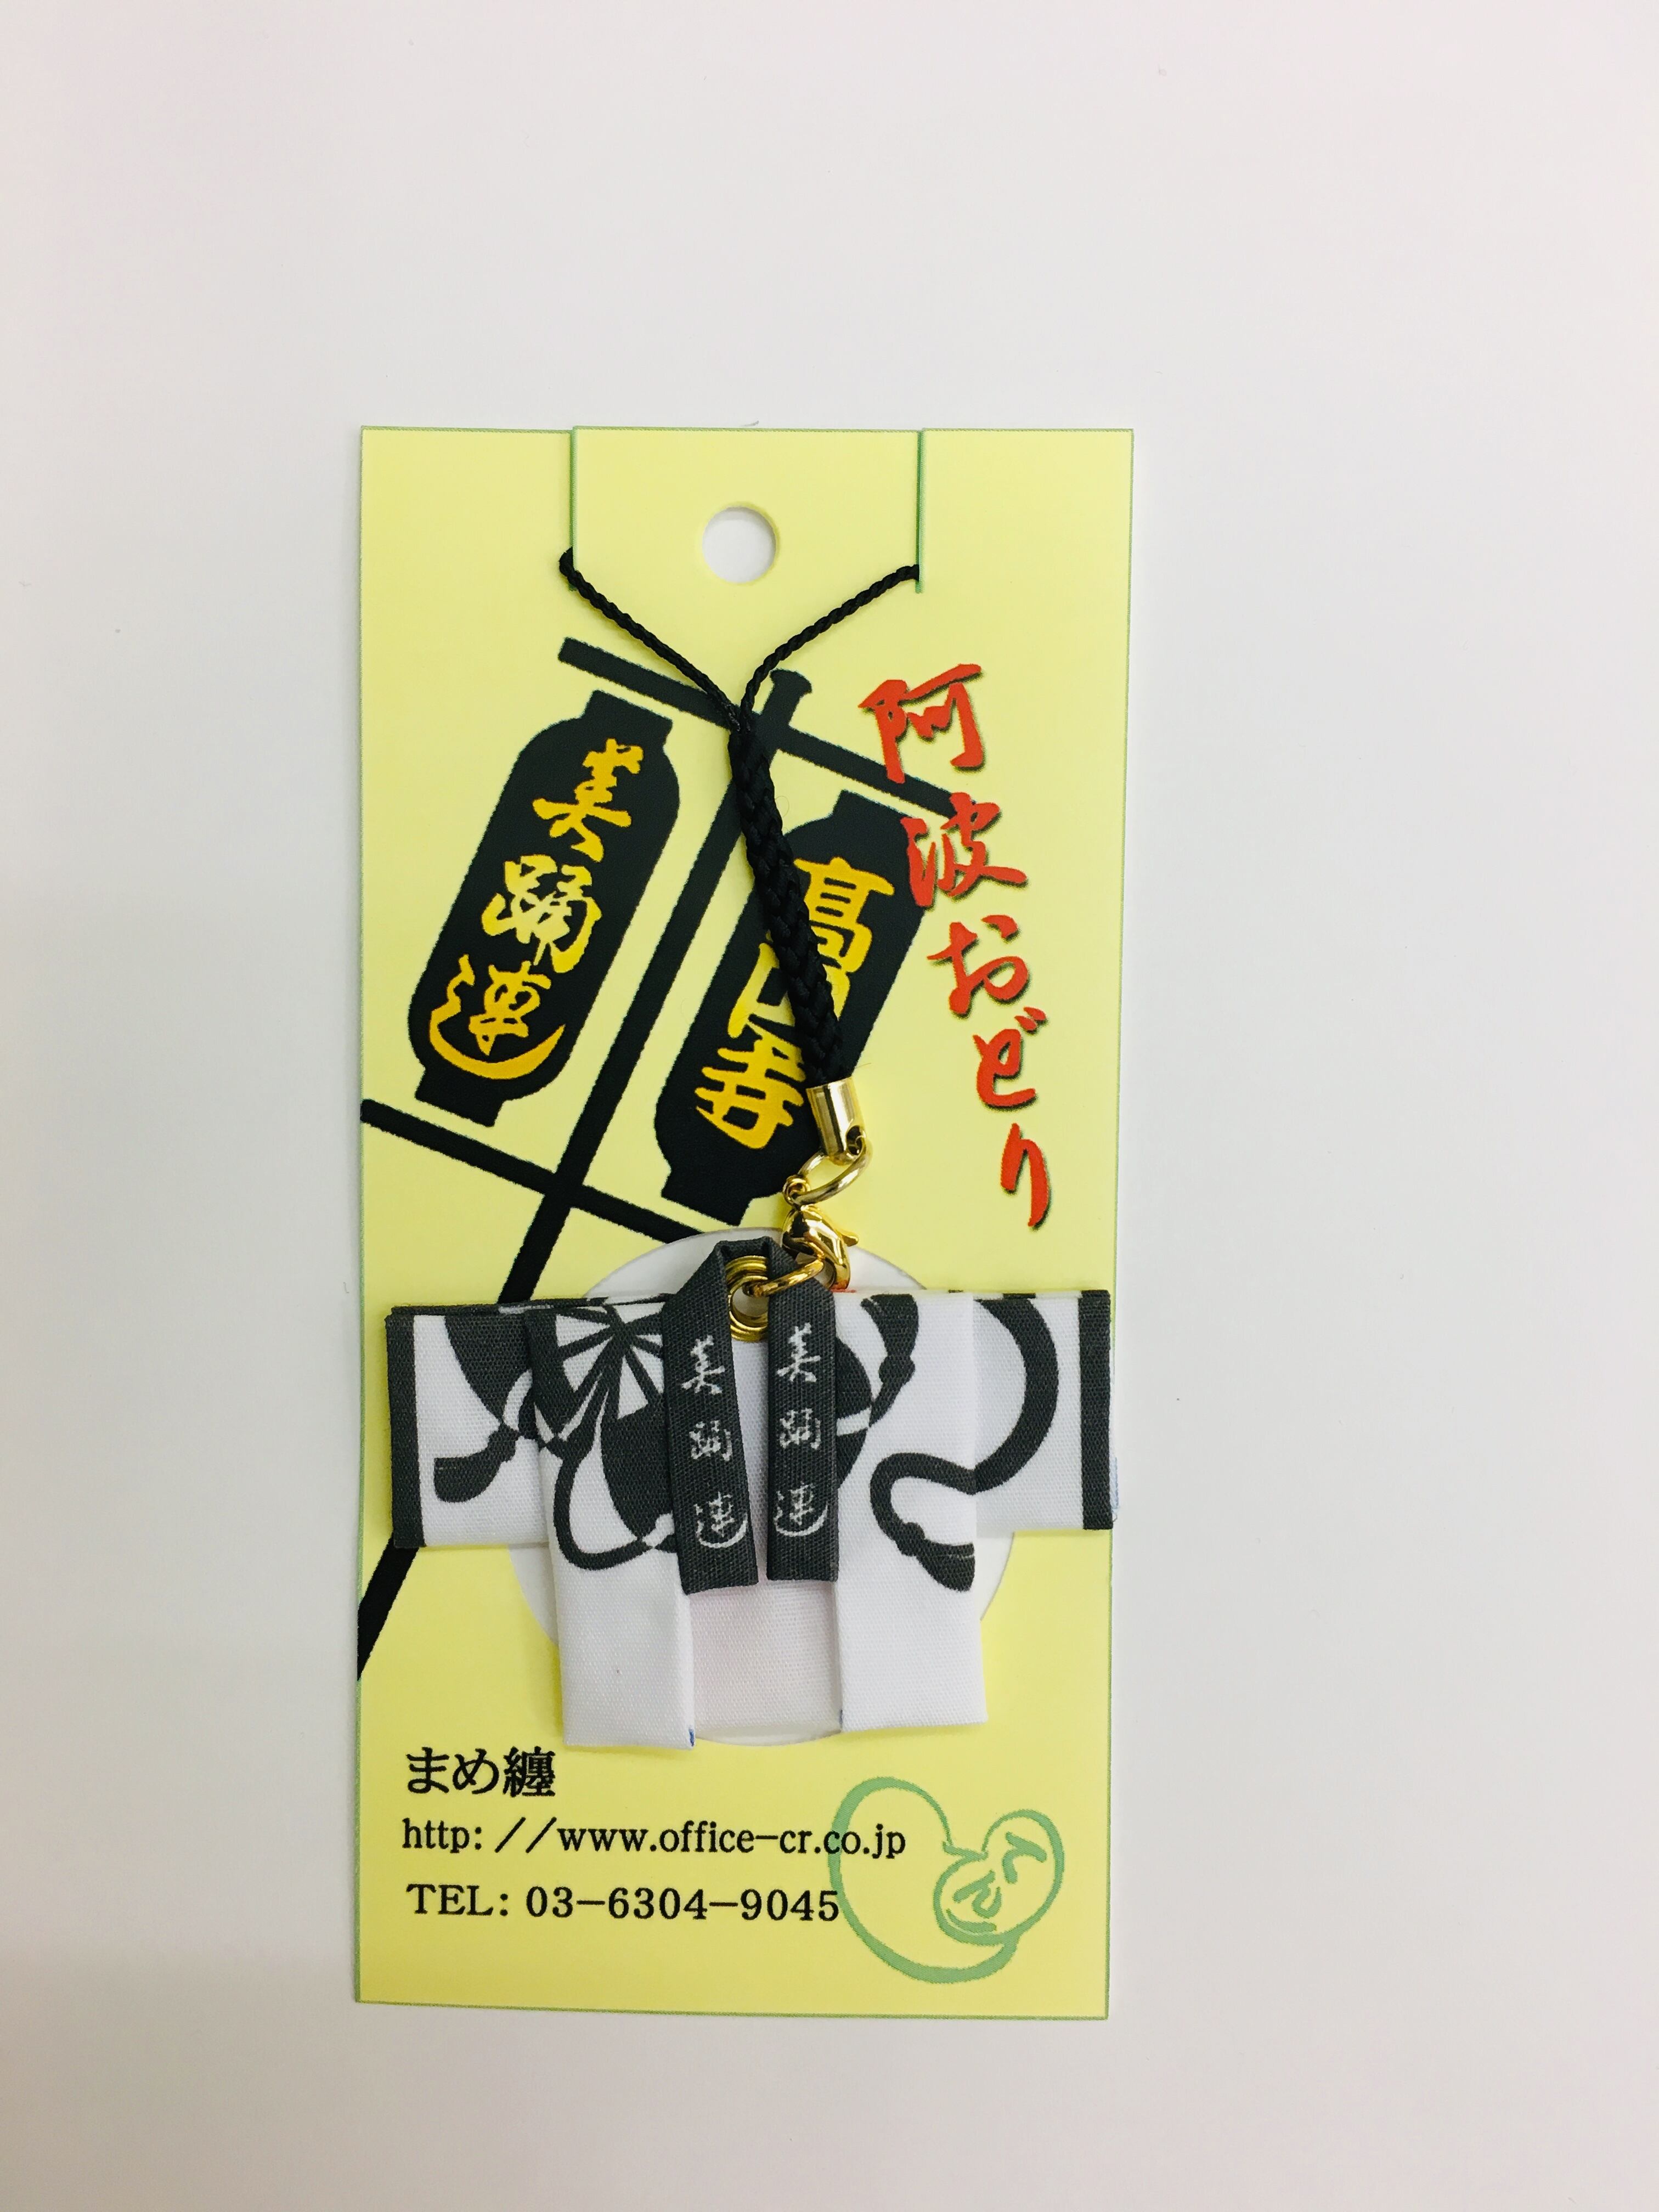 阿波おどり
高円寺
美踊連
美踊連
美踊連
まめ纏
http://www.office-cr.co.jp
TEL: 03-6304-9045